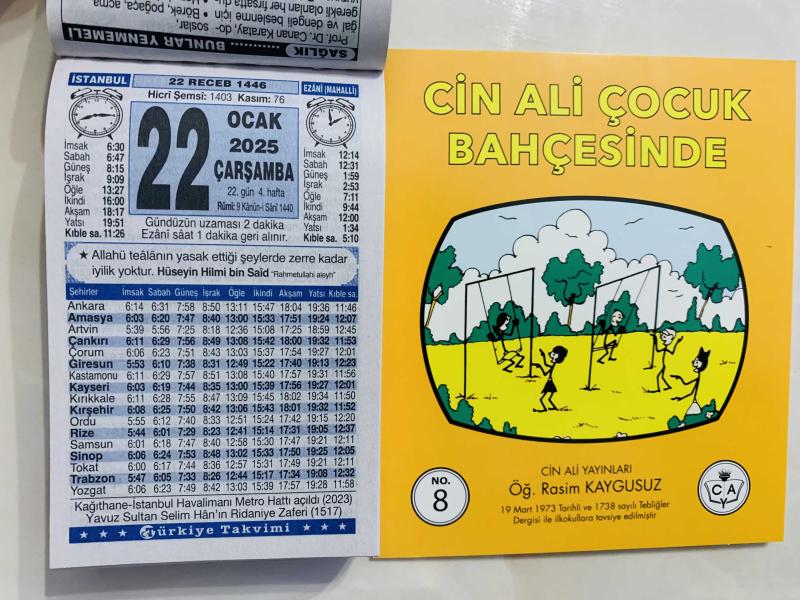 Prof. Dr. Canan Karatay, do-
SAĞLIK ......... BUNLAR YENMEMELİ
İSTANBUL
22 RECEB 1446
Hicrî Şemsî: 1403 Kasım: 76
EZÂNÎ (MAHALLÎ)
22
OCAK
2025
ÇARŞAMBA
22. gün 4. hafta
Rûmî: 9 Kânûn-i Sânî 1440
İmsak 6:30
Sabah 6:47
Güneş 8:15
İşrak 9:09
Öğle 13:27
İkindi 16:00
Akşam 18:17
Yatsı 19:51
Kıble sa. 11:26
İmsak 12:14
Sabah 12:31
Güneş 1:59
İşrak 2:53
Öğle 7:11
İkindi 9:44
Akşam 12:00
Yatsı 1:34
Kıble sa. 5:10
Gündüzün uzaması 2 dakika
Ezânî sâat 1 dakika geri alınır.
★ Allahü teâlânın yasak ettiği şeylerde zerre kadar
iyilik yoktur. Hüseyin Hilmi bin Saîd "Rahmetullahi aleyh"
Şehirler İmsak Sabah Güneş İşrak Öğle İkindi Akşam Yatsı Kıble sa.
Ankara 6:14 6:31 7:58 8:50 13:11 15:47 18:04 19:36 11:46
Amasya 6:03 6:20 7:47 8:40 13:00 15:33 17:51 19:24 12:07
Artvin 5:39 5:56 7:25 8:18 12:36 15:08 17:25 18:59 12:45
Çankırı 6:11 6:29 7:56 8:49 13:08 15:42 18:00 19:32 11:53
Çorum 6:06 6:23 7:51 8:43 13:03 15:37 17:54 19:27 12:01
Giresun 5:53 6:10 7:38 8:31 12:49 15:22 17:40 19:13 12:23
Kastamonu 6:11 6:29 7:57 8:51 13:08 15:40 17:57 19:31 11:56
Kayseri 6:03 6:19 7:44 8:35 13:00 15:39 17:56 19:27 12:01
Kırıkkale 6:11 6:28 7:55 8:47 13:09 15:45 18:02 19:34 11:50
Kırşehir 6:08 6:25 7:50 8:42 13:06 15:43 18:01 19:32 11:52
Ordu 5:55 6:12 7:40 8:33 12:51 15:24 17:42 19:15 12:20
Rize 5:44 6:01 7:29 8:23 12:41 15:14 17:31 19:05 12:37
Samsun 6:01 6:18 7:47 8:40 12:58 15:30 17:47 19:21 12:11
Sinop 6:06 6:24 7:53 8:48 13:02 15:33 17:50 19:25 12:05
Tokat 6:00 6:17 7:44 8:36 12:57 15:31 17:49 19:21 12:11
Trabzon 5:47 6:05 7:33 8:26 12:44 15:17 17:34 19:08 12:32
Yozgat 6:06 6:23 7:49 8:42 13:03 15:39 17:57 19:28 11:58
Kağıthane-İstanbul Havalimanı Metro Hattı açıldı (2023)
Yavuz Sultan Selim Hân'ın Ridaniye Zaferi (1517)
★ ★ ★ Türkiye Takvimi ★ ★ ★
CİN ALİ ÇOCUK
BAHÇESİNDE
NO.
8
CİN ALİ YAYINLARI
Öğ. Rasim KAYGUSUZ
19 Mart 1973 Tarihli ve 1738 sayılı Tebliğler
Dergisi ile ilkokullara tavsiye edilmiştir
C A
Y